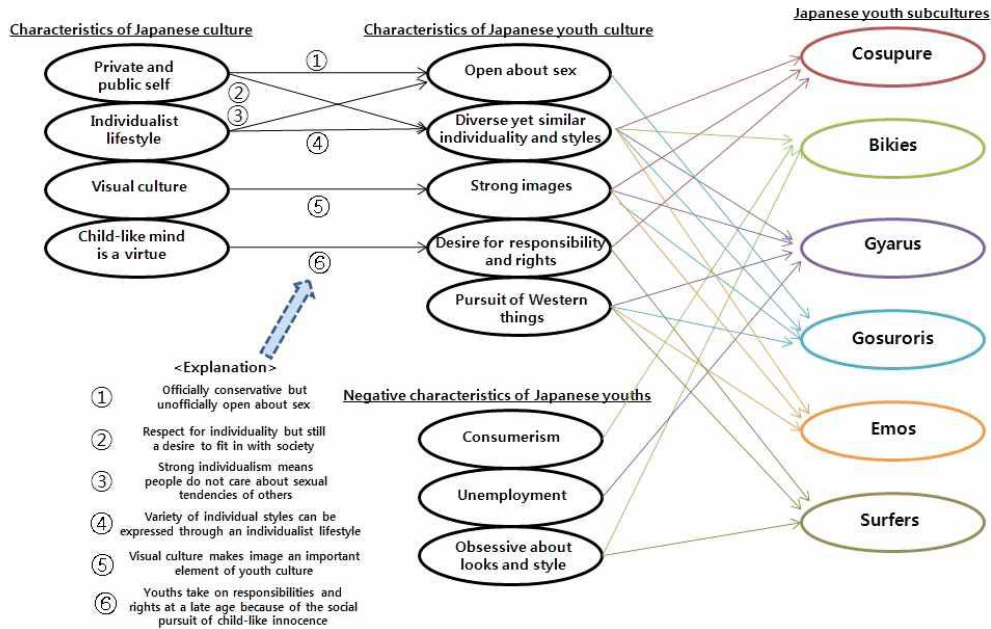 Japanese youth subcultures
Characteristics of Japanese culture
Characteristics of Japanese youth culture
Private and
public self
Individualist
lifestyle
Visual culture
Child-like mind
is a virtue
①
②
③
④
⑤
⑥
Open about sex
Diverse yet similar
individuality and styles
Strong images
Desire for responsibility
and rights
Pursuit of Western
things
Negative characteristics of Japanese youths
Consumerism
Unemployment
Obsessive about
looks and style
Cosupure
Bikies
Gyarus
Gosuroris
Emos
Surfers
<Explanation>
① Officially conservative but
unofficially open about sex
② Respect for individuality but still
a desire to fit in with society
③ Strong individualism means
people do not care about sexual
tendencies of others
④ Variety of individual styles can be
expressed through an individualist lifestyle
⑤ Visual culture makes image an important
element of youth culture
⑥ Youths take on responsibilities and
rights at a late age because of the social
pursuit of child-like innocence